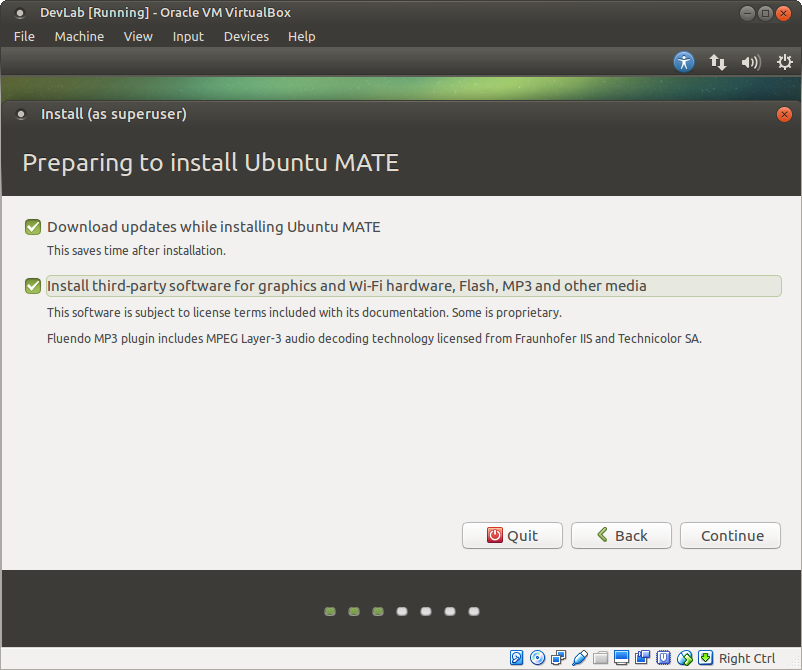 DevLab [Running] - Oracle VM VirtualBox
File Machine View Input Devices Help
Install (as superuser)
Preparing to install Ubuntu MATE
Download updates while installing Ubuntu MATE
This saves time after installation.
Install third-party software for graphics and Wi-Fi hardware, Flash, MP3 and other media
This software is subject to license terms included with its documentation. Some is proprietary.
Fluendo MP3 plugin includes MPEG Layer-3 audio decoding technology licensed from Fraunhofer IIS and Technicolor SA.
Quit Back Continue
Right Ctrl